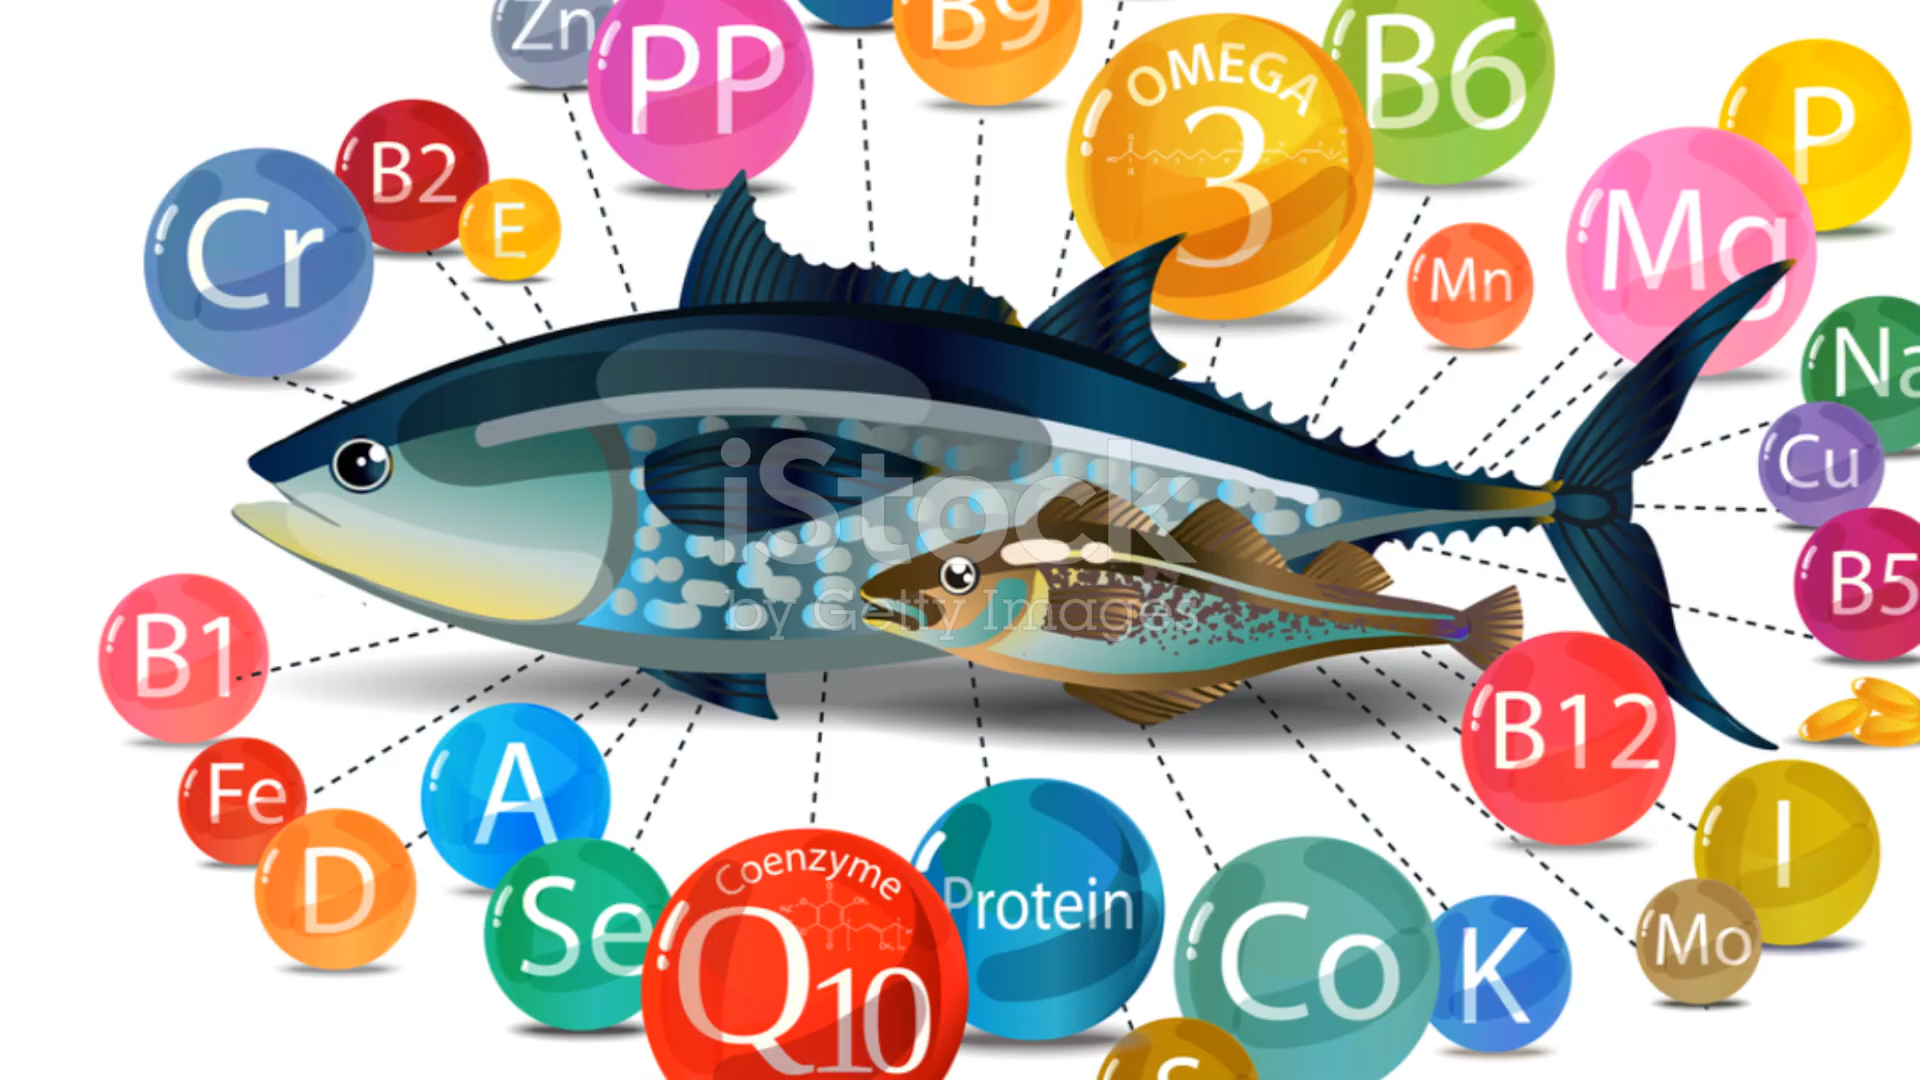 Zn
PP
B9
OMEGA
3
B6
P
B2
E
Cr
Mg
Mn
Na
Cu
iStock
by Getty Images
B5
B1
B12
Fe
A
D
I
Se
Coenzyme
Q10
Protein
Co
K
Mo
S